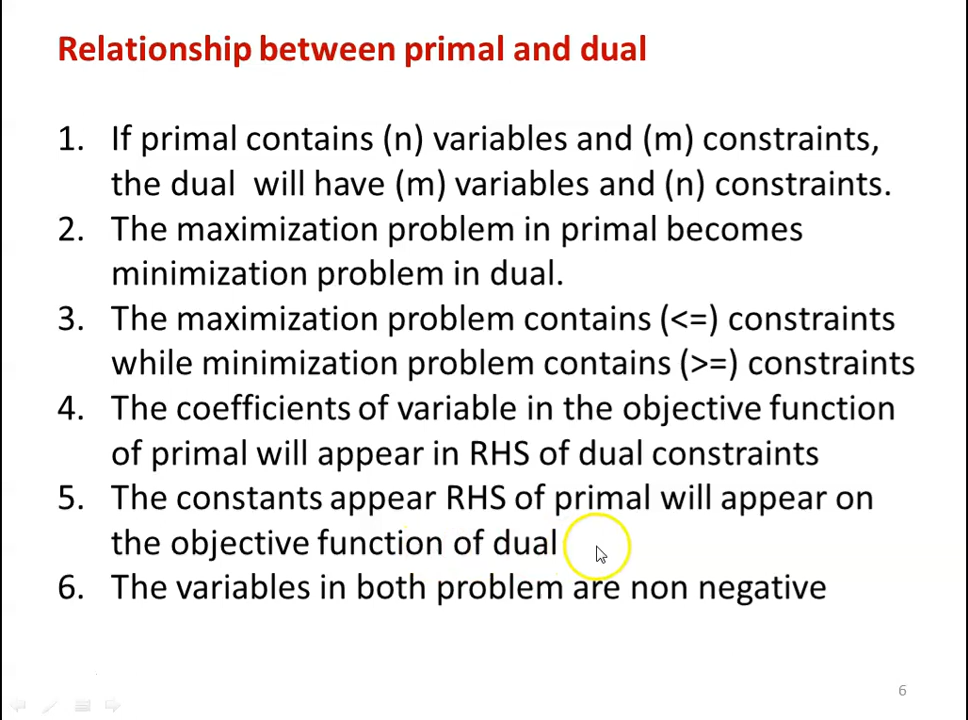 Relationship between primal and dual
1. If primal contains (n) variables and (m) constraints,
the dual will have (m) variables and (n) constraints.
2. The maximization problem in primal becomes
minimization problem in dual.
3. The maximization problem contains (<=) constraints
while minimization problem contains (>=) constraints
4. The coefficients of variable in the objective function
of primal will appear in RHS of dual constraints
5. The constants appear RHS of primal will appear on
the objective function of dual
6. The variables in both problem are non negative
6